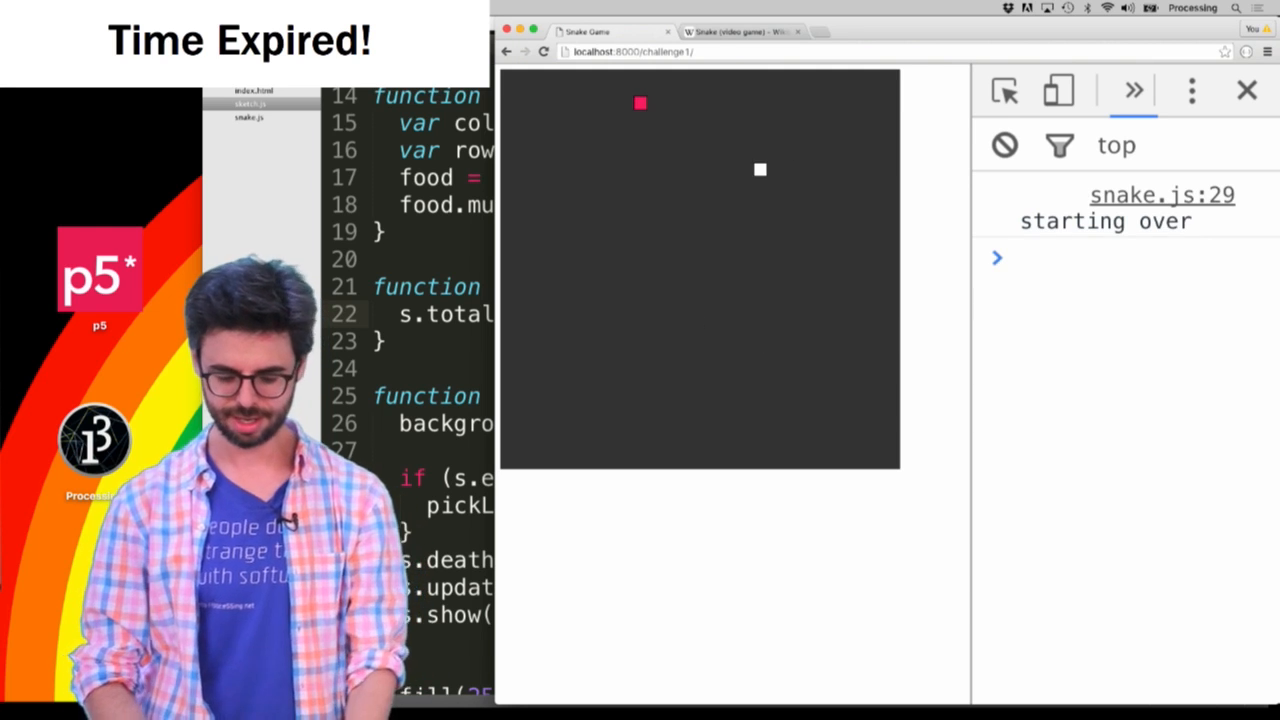 Time Expired!
Processing
Snake Game
Snake (video game) - Wiki
You
localhost:8000/challenge1/
index.html
sketch.js
snake.js
14 function
15 var col
16 var row
17 food =
18 food.mu
19 }
20
21 function
22 s.total
23 }
24
25 function
26 backgro
27
if (s.e
pickL
}
s.death
s.updat
s.show(
fill(25
top
snake.js:29
starting over
p5*
p5
Processin
people do
strange t
with softw